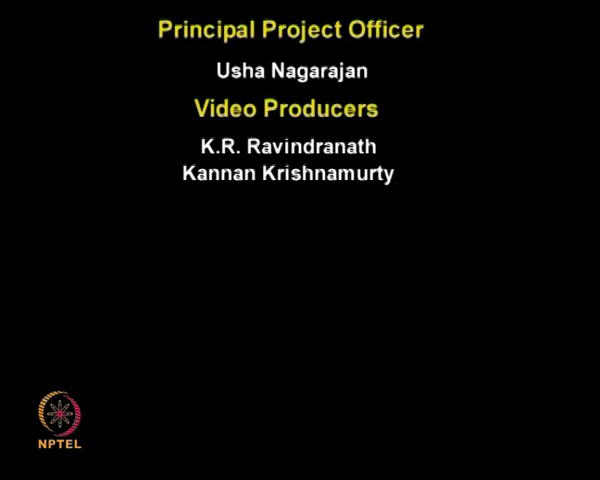 Principal Project Officer
Usha Nagarajan
Video Producers
K.R. Ravindranath
Kannan Krishnamurty
NPTEL